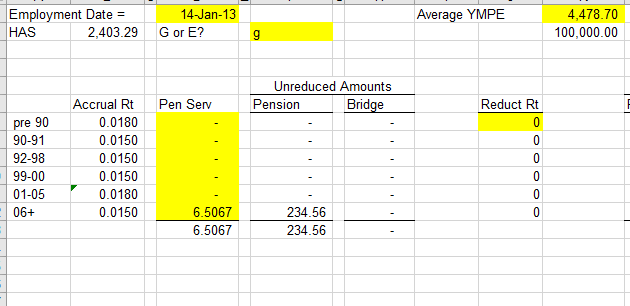 Employment Date = 14-Jan-13 Average YMPE 4,478.70
HAS 2,403.29 G or E? g 100,000.00
Unreduced Amounts
Accrual Rt Pen Serv Pension Bridge Reduct Rt
pre 90 0.0180 - - - 0
90-91 0.0150 - - - 0
92-98 0.0150 - - - 0
99-00 0.0150 - - - 0
01-05 0.0180 - - - 0
06+ 0.0150 6.5067 234.56 - 0
6.5067 234.56 -